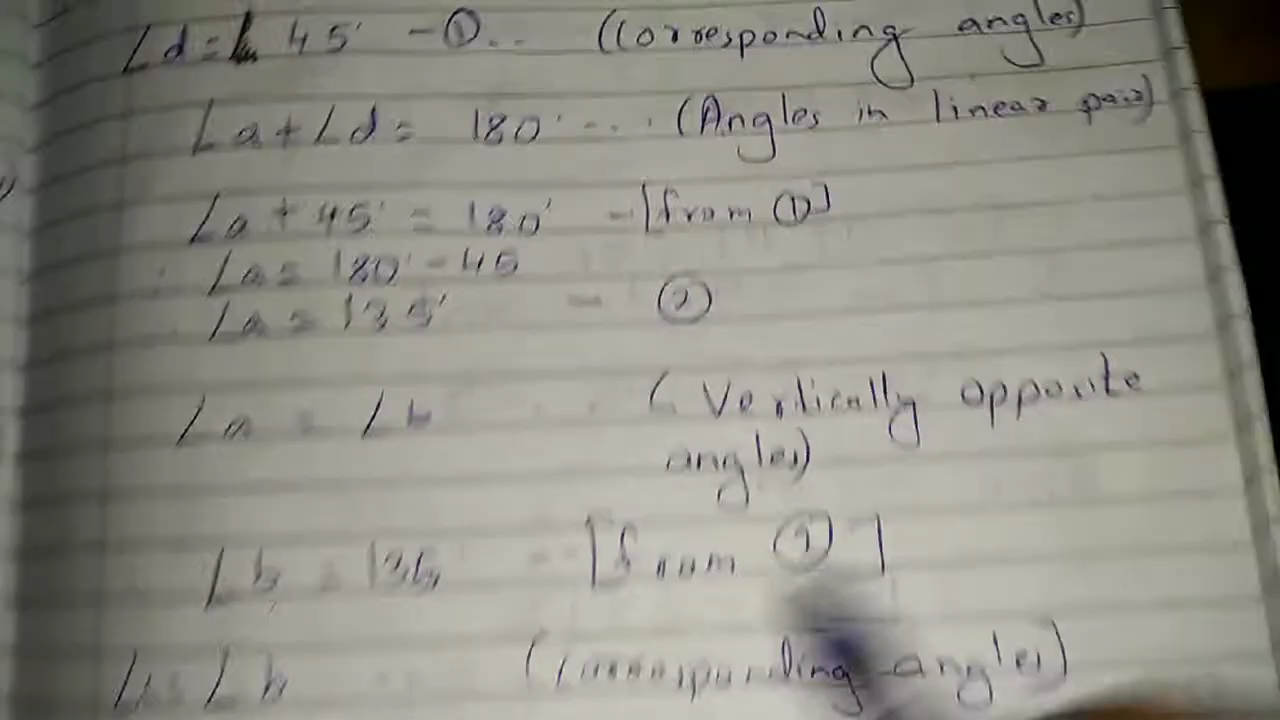 ∠d = 45° - ① .. (Corresponding angles)
∠a + ∠d = 180° ... (Angles in linear pair)
∠a + 45° = 180° - [from ①]
∴ ∠a = 180° - 45
∠a = 135° - ②
∠a = ∠b .. (Vertically opposite
angles)
∠b = 135 - [from ①]
∠b (Corresponding angles)